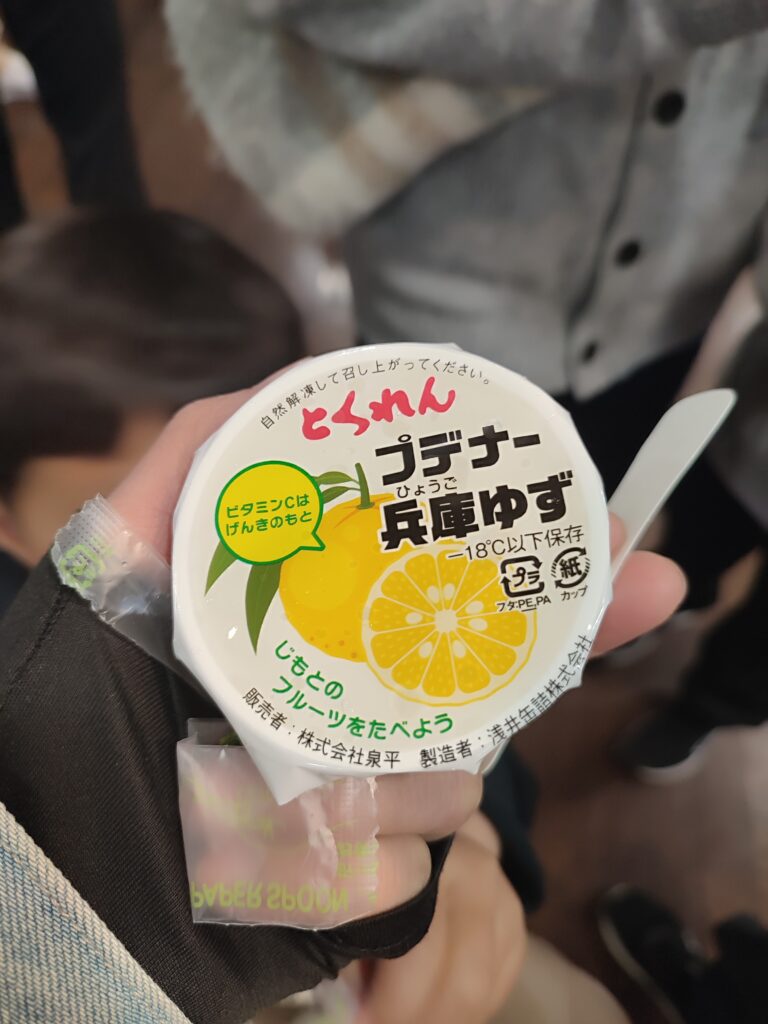 自然解凍して召し上がってください。
とくれん
プデナー
ひょうご
兵庫ゆず
ビタミンCは
げんきのもと
-18℃以下保存
プラ
紙
フタ:PE,PA
カップ
じもとの
フルーツをたべよう
販売者:株式会社泉平 製造者:浅井缶詰株式会社
PAPER SPOON